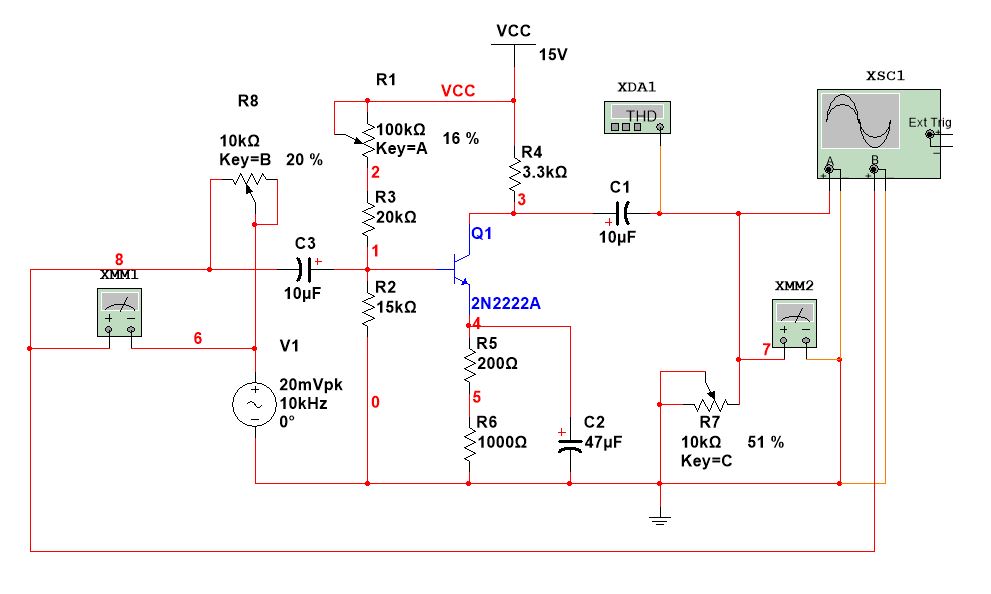 VCC
15V
XDA1
THD
XSC1
Ext Trig
A
B
R1
VCC
R8
100kΩ
Key=A
16 %
10kΩ
Key=B
20 %
2
R4
3.3kΩ
R3
20kΩ
3
C1
10µF
Q1
1
C3
10µF
8
XMM1
R2
15kΩ
2N2222A
4
XMM2
6
V1
R5
200Ω
7
20mVpk
10kHz
0°
0
5
R6
1000Ω
C2
47µF
R7
10kΩ
51 %
Key=C